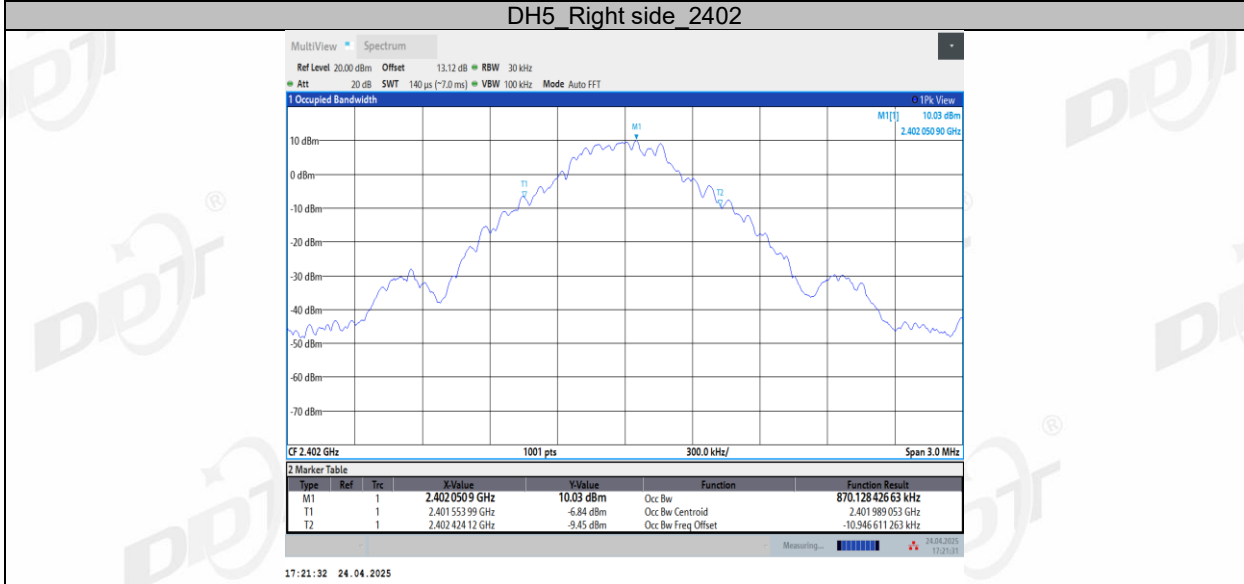 DH5_Right side_2402
MultiView Spectrum
Ref Level 20.00 dBm Offset 13.12 dB RBW 30 kHz
Att 20 dB SWT 140 µs (~7.0 ms) VBW 100 kHz Mode Auto FFT
1 Occupied Bandwidth 1Pk View
M1[1] 10.03 dBm
2.402 050 90 GHz
M1
10 dBm
0 dBm
T1
T2
-10 dBm
-20 dBm
-30 dBm
-40 dBm
-50 dBm
-60 dBm
-70 dBm
CF 2.402 GHz 1001 pts 300.0 kHz/ Span 3.0 MHz
2 Marker Table
Type Ref Trc X-Value Y-Value Function Function Result
M1 1 2.402 050 9 GHz 10.03 dBm Occ Bw 870.128 426 63 kHz
T1 1 2.401 553 99 GHz -6.84 dBm Occ Bw Centroid 2.401 989 053 GHz
T2 1 2.402 424 12 GHz -9.45 dBm Occ Bw Freq Offset -10.946 611 263 kHz
Measuring... 24.04.2025
17:21:31
17:21:32 24.04.2025
DDT
®
DDT
DDT
DDT
®
DDT
DDT